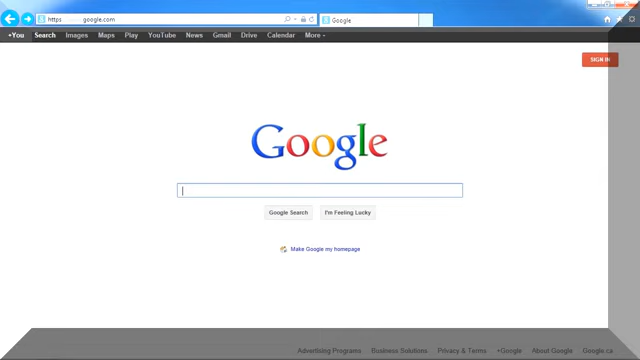 https google.com
Google
+You Search Images Maps Play YouTube News Gmail Drive Calendar More
SIGN IN
Google
Google Search I'm Feeling Lucky
Make Google my homepage
Advertising Programs Business Solutions Privacy & Terms +Google About Google Google.ca